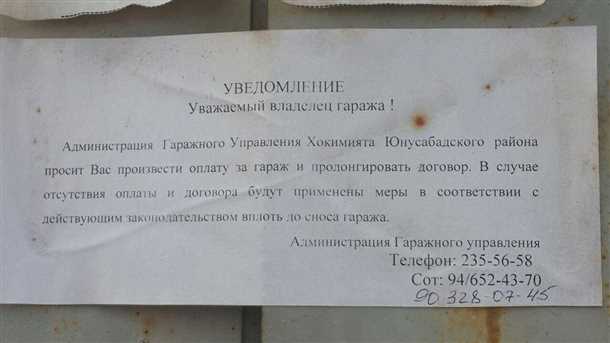 УВЕДОМЛЕНИЕ
Уважаемый владелец гаража !
Администрация Гаражного Управления Хокимията Юнусабадского района
просит Вас произвести оплату за гараж и пролонгировать договор. В случае
отсутствия оплаты и договора будут применены меры в соответствии с
действующим законодательством вплоть до сноса гаража.
Администрация Гаражного управления
Телефон: 235-56-58
Сот: 94/652-43-70
90 328-07-45